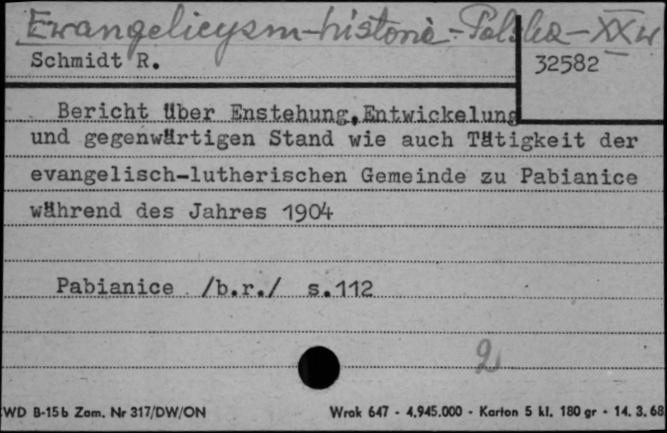 Ewangelicyzm-historia-Polska-XX w
Schmidt R.
32582
Bericht über Enstehung,Entwickelung
und gegenwärtigen Stand wie auch Tätigkeit der
evangelisch-lutherischen Gemeinde zu Pabianice
während des Jahres 1904
Pabianice /b.r./ s.112
2
WD B-15b Zam. Nr 317/DW/ON
Wrak 647 - 4.945.000 - Karton 5 kl. 180 gr - 14. 3. 68